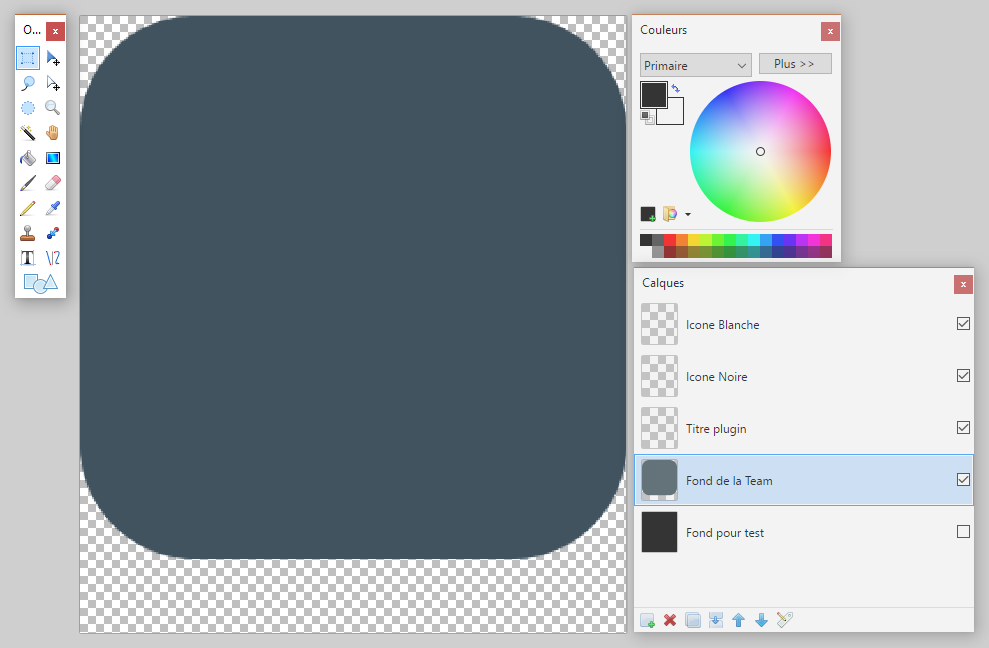 O...
Couleurs
Primaire
Plus >>
Calques
Icone Blanche
Icone Noire
Titre plugin
Fond de la Team
Fond pour test